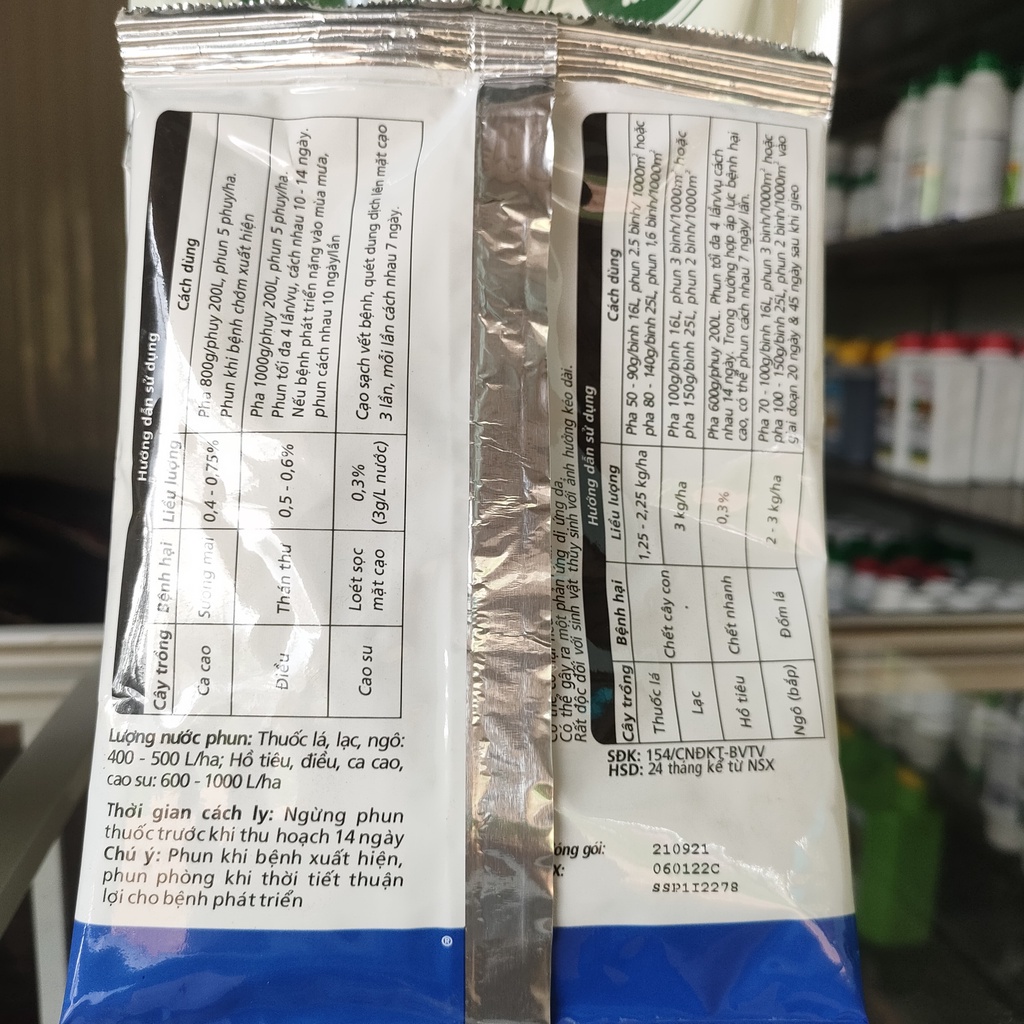 Hướng dẫn sử dụng
Cây trồng Bệnh hại Liều lượng Cách dùng
Ca cao Sương mai 0,4 - 0,75% Pha 800g/phuy 200L, phun 5 phuy/ha.
Phun khi bệnh chớm xuất hiện
Điều Thán thư 0,5 - 0,6% Pha 1000g/phuy 200L, phun 5 phuy/ha.
Phun tối đa 4 lần/vụ, cách nhau 10 - 14 ngày.
Nếu bệnh phát triển nặng vào mùa mưa,
phun cách nhau 10 ngày/lần
Cao su Loét sọc mặt cạo 0,3% (3g/L nước) Cạo sạch vết bệnh, quét dung dịch lên mặt cạo
3 lần, mỗi lần cách nhau 7 ngày.
Lượng nước phun: Thuốc lá, lạc, ngô:
400 - 500 L/ha; Hồ tiêu, điều, ca cao,
cao su: 600 - 1000 L/ha
Thời gian cách ly: Ngừng phun
thuốc trước khi thu hoạch 14 ngày
Chú ý: Phun khi bệnh xuất hiện,
phun phòng khi thời tiết thuận
lợi cho bệnh phát triển
Có thể gây ra một phản ứng dị ứng da.
Rất độc đối với sinh vật thủy sinh với ảnh hưởng kéo dài.
Hướng dẫn sử dụng
Cây trồng Bệnh hại Liều lượng Cách dùng
Thuốc lá Chết cây con 1,25 - 2,25 kg/ha Pha 50 - 90g/bình 16L, phun 2.5 bình/ 1000m² hoặc
pha 80 - 140g/bình 25L, phun 1,6 bình/1000m²
Lạc 3 kg/ha Pha 100g/bình 16L, phun 3 bình/1000m² hoặc
pha 150g/bình 25L, phun 2 bình/1000m²
Hồ tiêu Chết nhanh 0,3% Pha 600g/phuy 200L. Phun tối đa 4 lần/vụ cách
nhau 14 ngày. Trong trường hợp áp lực bệnh hại
cao, có thể phun cách nhau 7 ngày/ lần.
Ngô (bắp) Đốm lá 2 - 3 kg/ha Pha 70 - 100g/bình 16L, phun 3 bình/1000m² hoặc
pha 100 - 150g/bình 25L, phun 2 bình/1000m² vào
giai đoạn 20 ngày & 45 ngày sau khi gieo
SĐK: 154/CNĐKT-BVTV
HSD: 24 tháng kể từ NSX
óng gói: 210921
X: 060122C
SSP1I2278
®